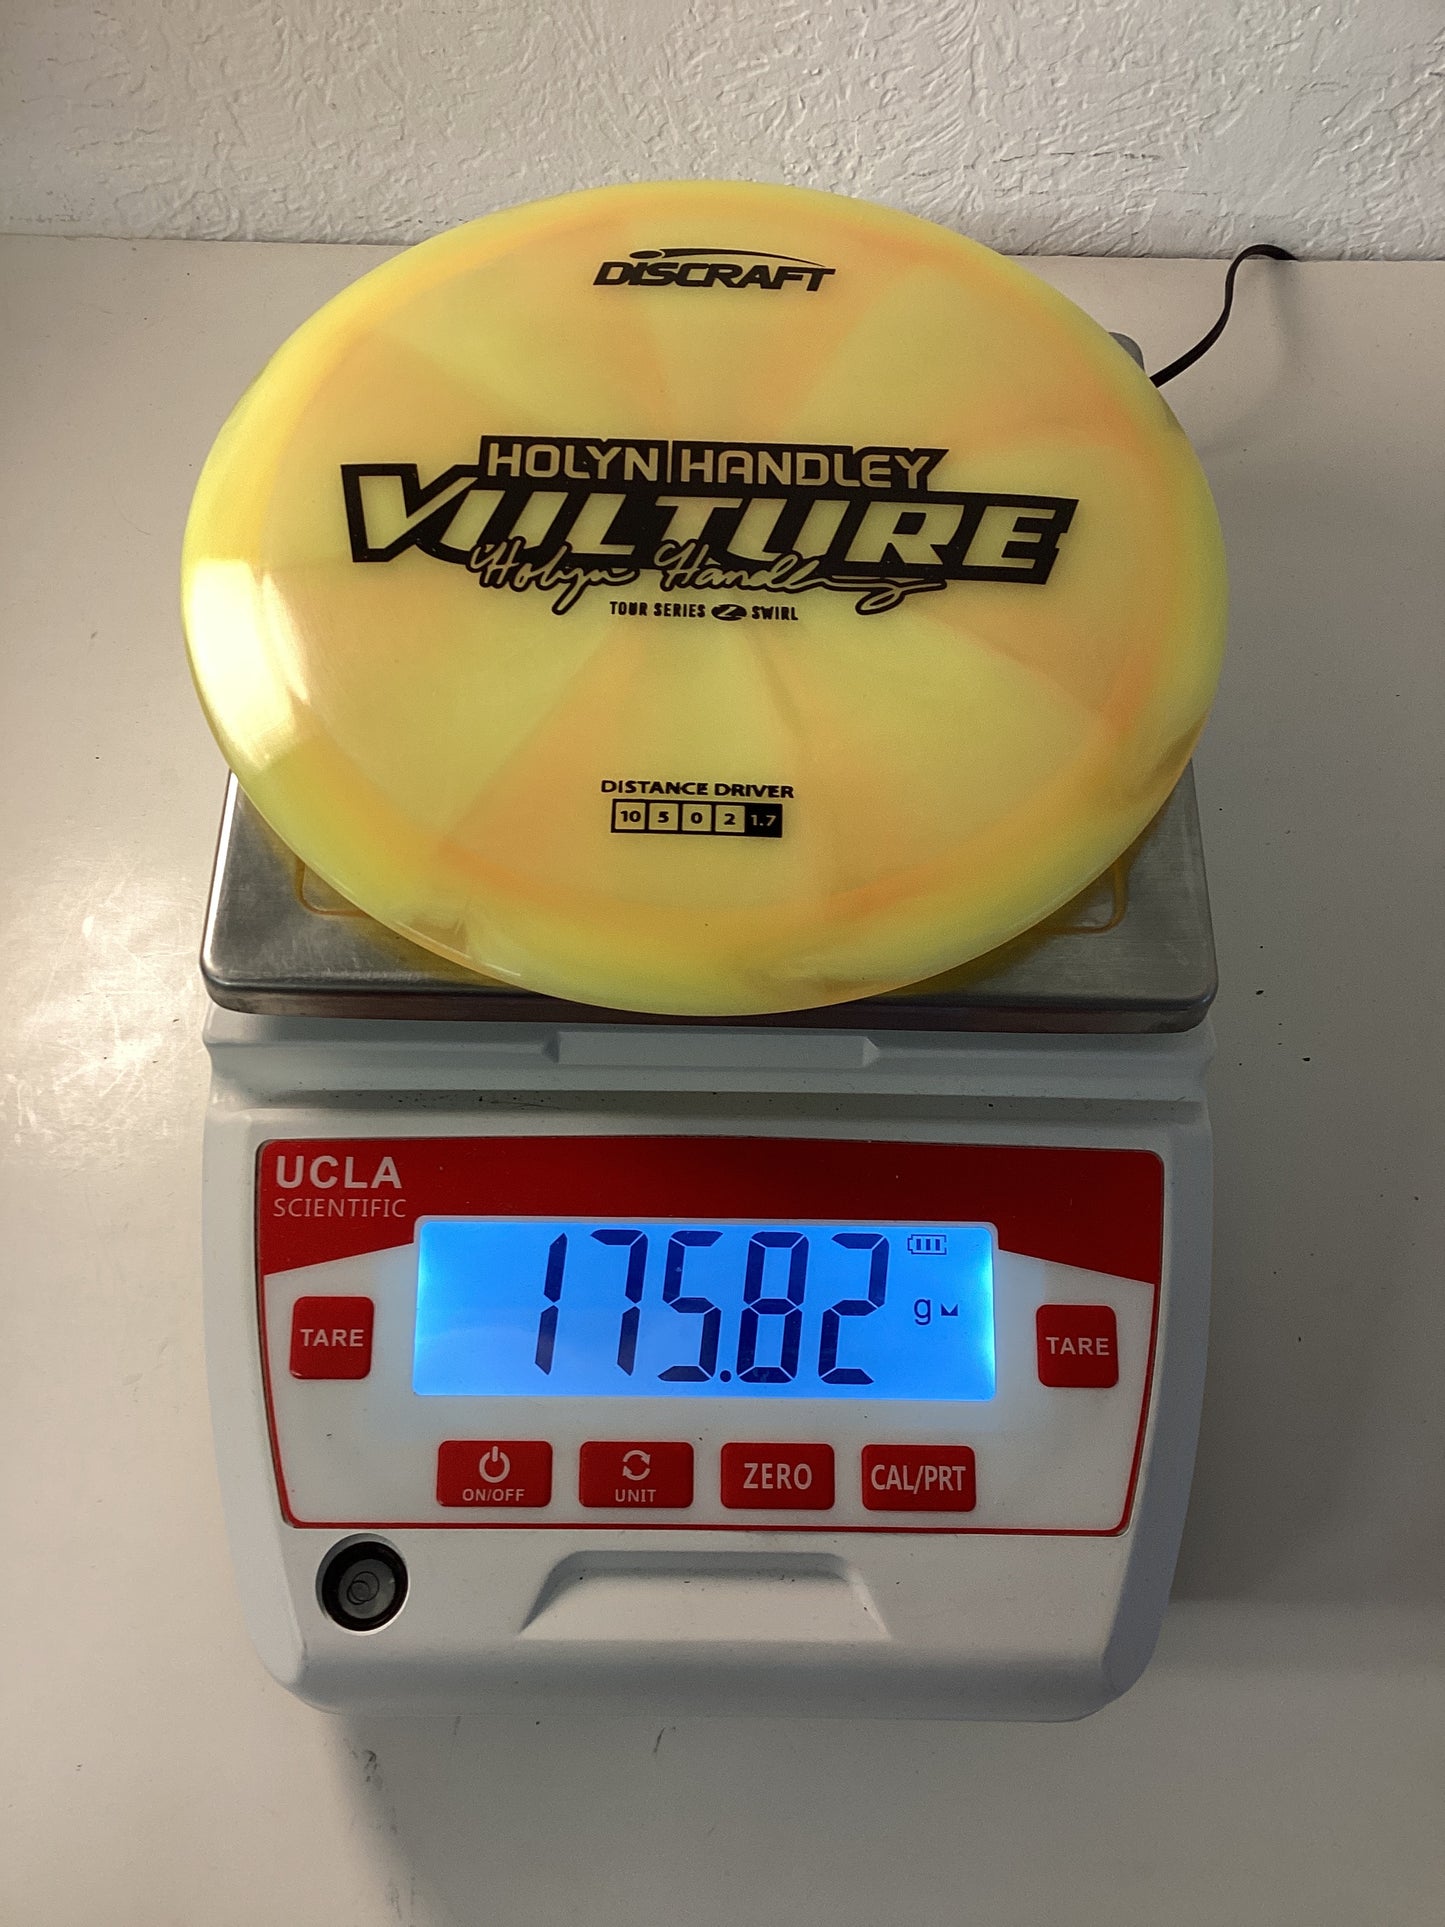 DISCRAFT
HOLYN | HANDLEY
VULTURE
Holyn Handley
TOUR SERIES Z SWIRL
DISTANCE DRIVER
10 5 0 2 1.7
UCLA
SCIENTIFIC
175.82 g
TARE
TARE
ON/OFF
UNIT
ZERO
CAL/PRT